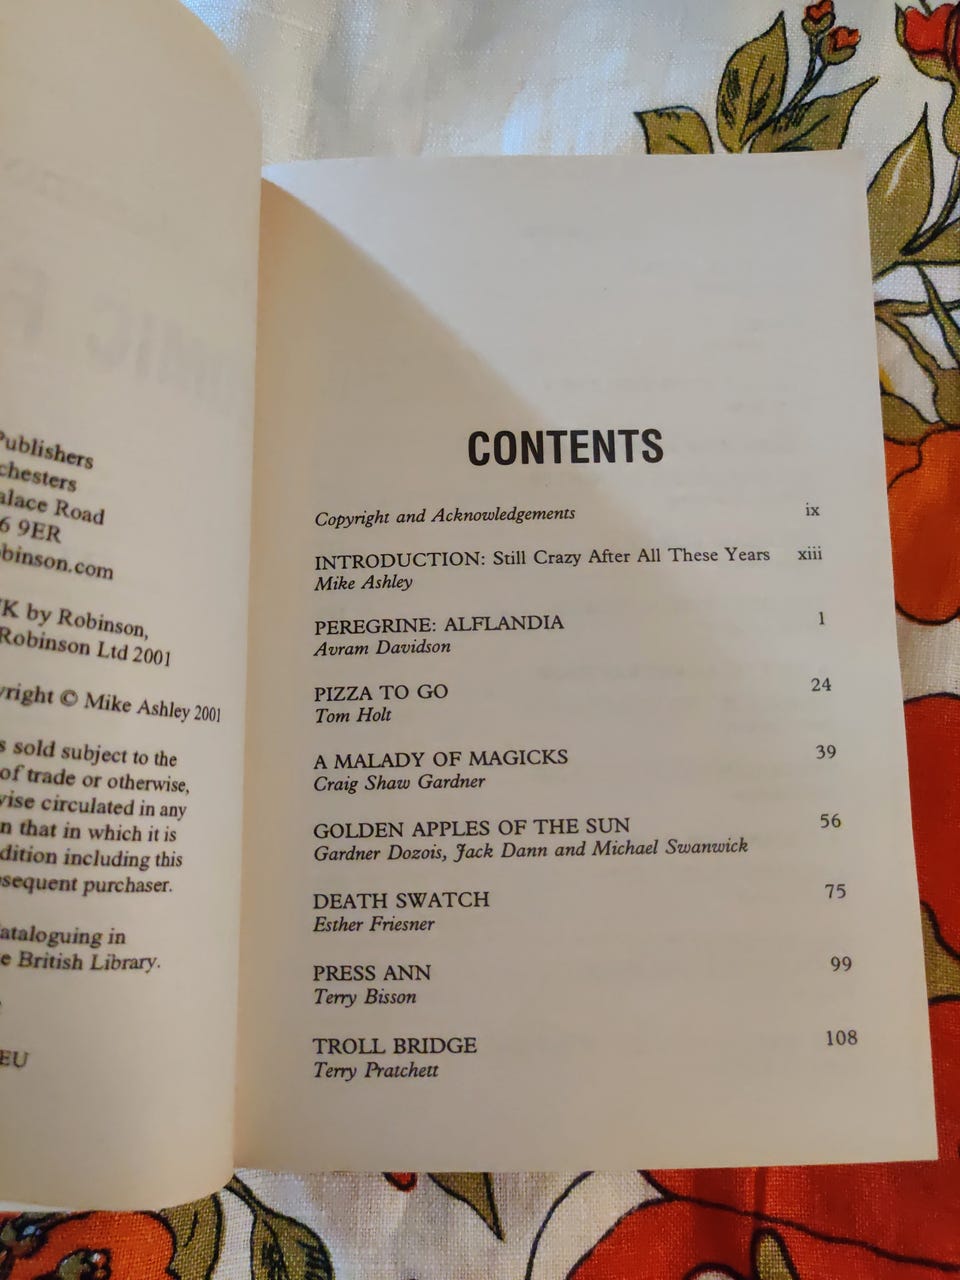 Publishers
chesters
alace Road
6 9ER
obinson.com
K by Robinson,
Robinson Ltd 2001
yright © Mike Ashley 2001
s sold subject to the
of trade or otherwise,
wise circulated in any
n that in which it is
dition including this
sequent purchaser.
ataloguing in
e British Library.
EU
CONTENTS
Copyright and Acknowledgements ix
INTRODUCTION: Still Crazy After All These Years xiii
Mike Ashley
PEREGRINE: ALFLANDIA 1
Avram Davidson
PIZZA TO GO 24
Tom Holt
A MALADY OF MAGICKS 39
Craig Shaw Gardner
GOLDEN APPLES OF THE SUN 56
Gardner Dozois, Jack Dann and Michael Swanwick
DEATH SWATCH 75
Esther Friesner
PRESS ANN 99
Terry Bisson
TROLL BRIDGE 108
Terry Pratchett